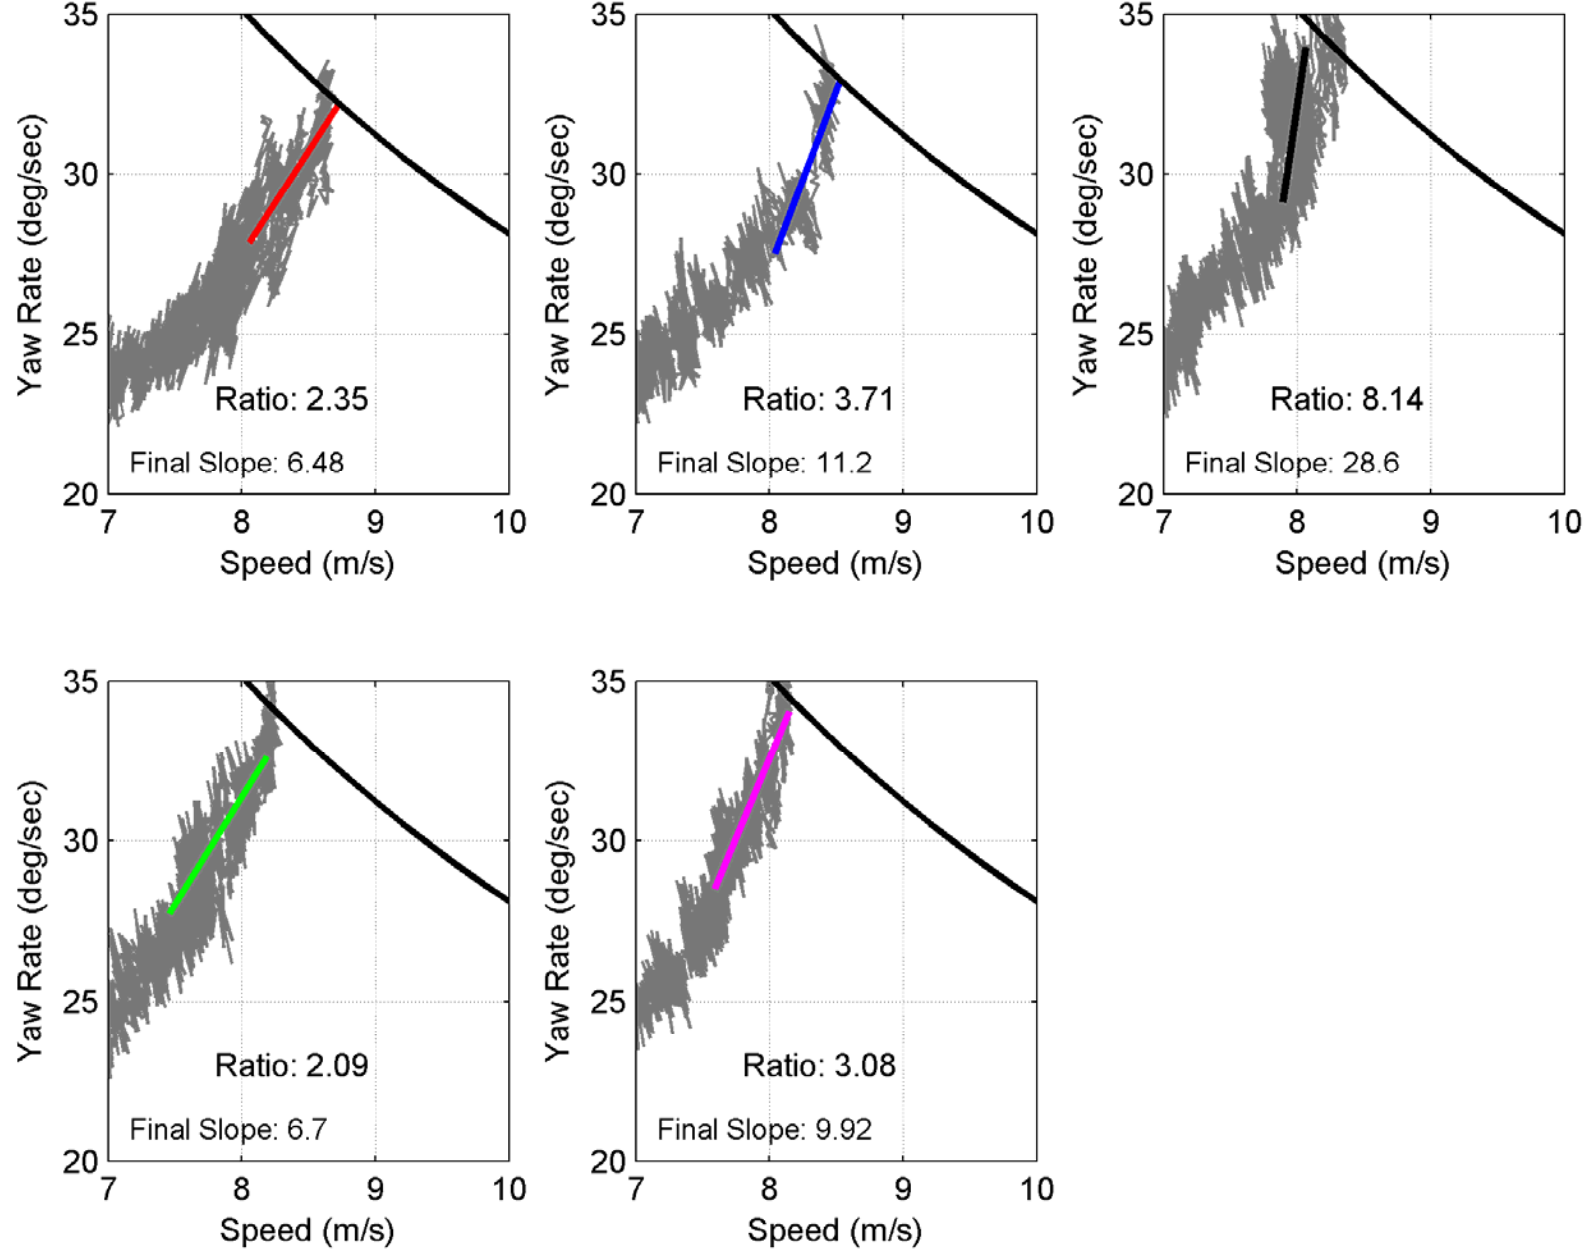 35
30
25
20
Yaw Rate (deg/sec)
Ratio: 2.35
Final Slope: 6.48
7 8 9 10
Speed (m/s)
35
30
25
20
Yaw Rate (deg/sec)
Ratio: 3.71
Final Slope: 11.2
7 8 9 10
Speed (m/s)
35
30
25
20
Yaw Rate (deg/sec)
Ratio: 8.14
Final Slope: 28.6
7 8 9 10
Speed (m/s)
35
30
25
20
Yaw Rate (deg/sec)
Ratio: 2.09
Final Slope: 6.7
7 8 9 10
Speed (m/s)
35
30
25
20
Yaw Rate (deg/sec)
Ratio: 3.08
Final Slope: 9.92
7 8 9 10
Speed (m/s)